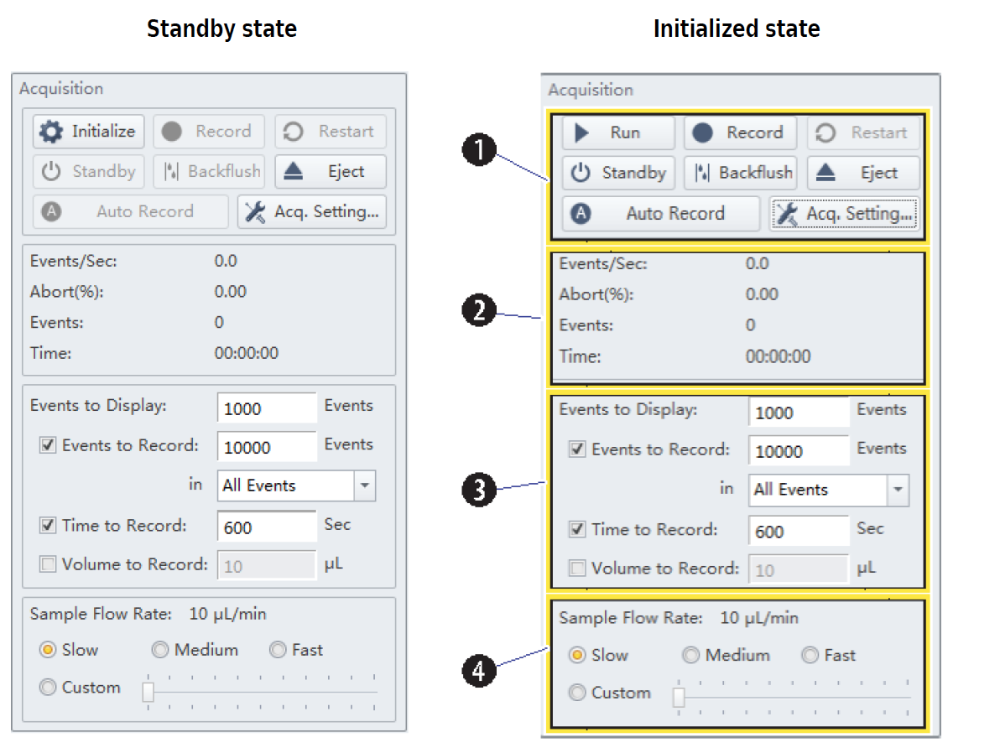 Standby state
Acquisition
Initialize Record Restart
Standby Backflush Eject
A Auto Record Acq. Setting...
Events/Sec: 0.0
Abort(%): 0.00
Events: 0
Time: 00:00:00
Events to Display: 1000 Events
Events to Record: 10000 Events
in All Events
Time to Record: 600 Sec
Volume to Record: 10 µL
Sample Flow Rate: 10 µL/min
Slow Medium Fast
Custom
Initialized state
Acquisition
1
Run Record Restart
Standby Backflush Eject
A Auto Record Acq. Setting...
2
Events/Sec: 0.0
Abort(%): 0.00
Events: 0
Time: 00:00:00
3
Events to Display: 1000 Events
Events to Record: 10000 Events
in All Events
Time to Record: 600 Sec
Volume to Record: 10 µL
4
Sample Flow Rate: 10 µL/min
Slow Medium Fast
Custom